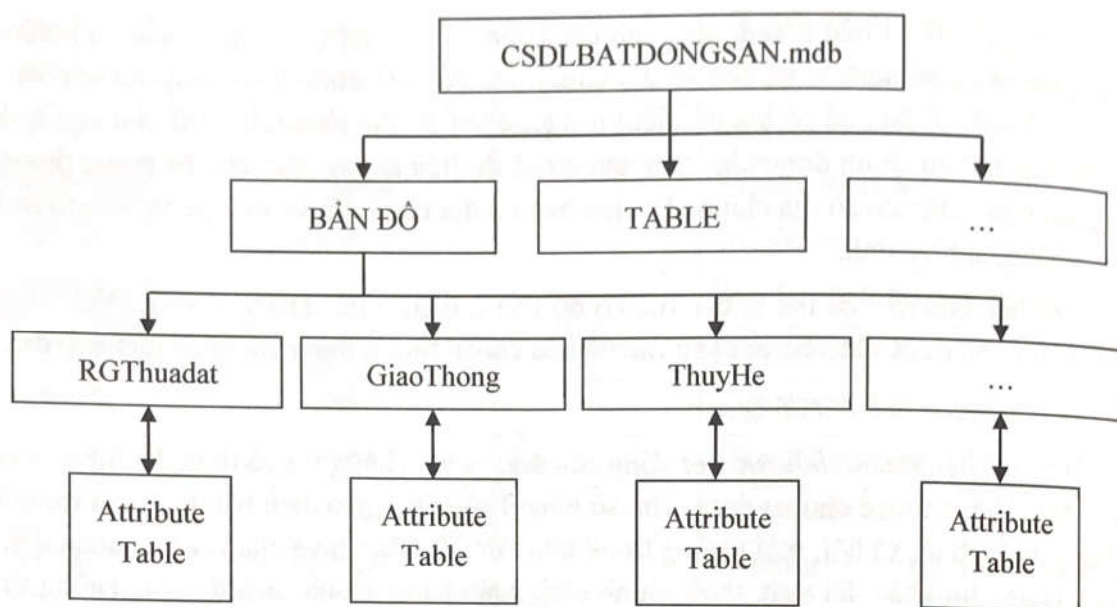 CSDLBATDONGSAN.mdb
BẢN ĐỒ
TABLE
...
RGThuadat
GiaoThong
ThuyHe
...
Attribute
Table
Attribute
Table
Attribute
Table
Attribute
Table